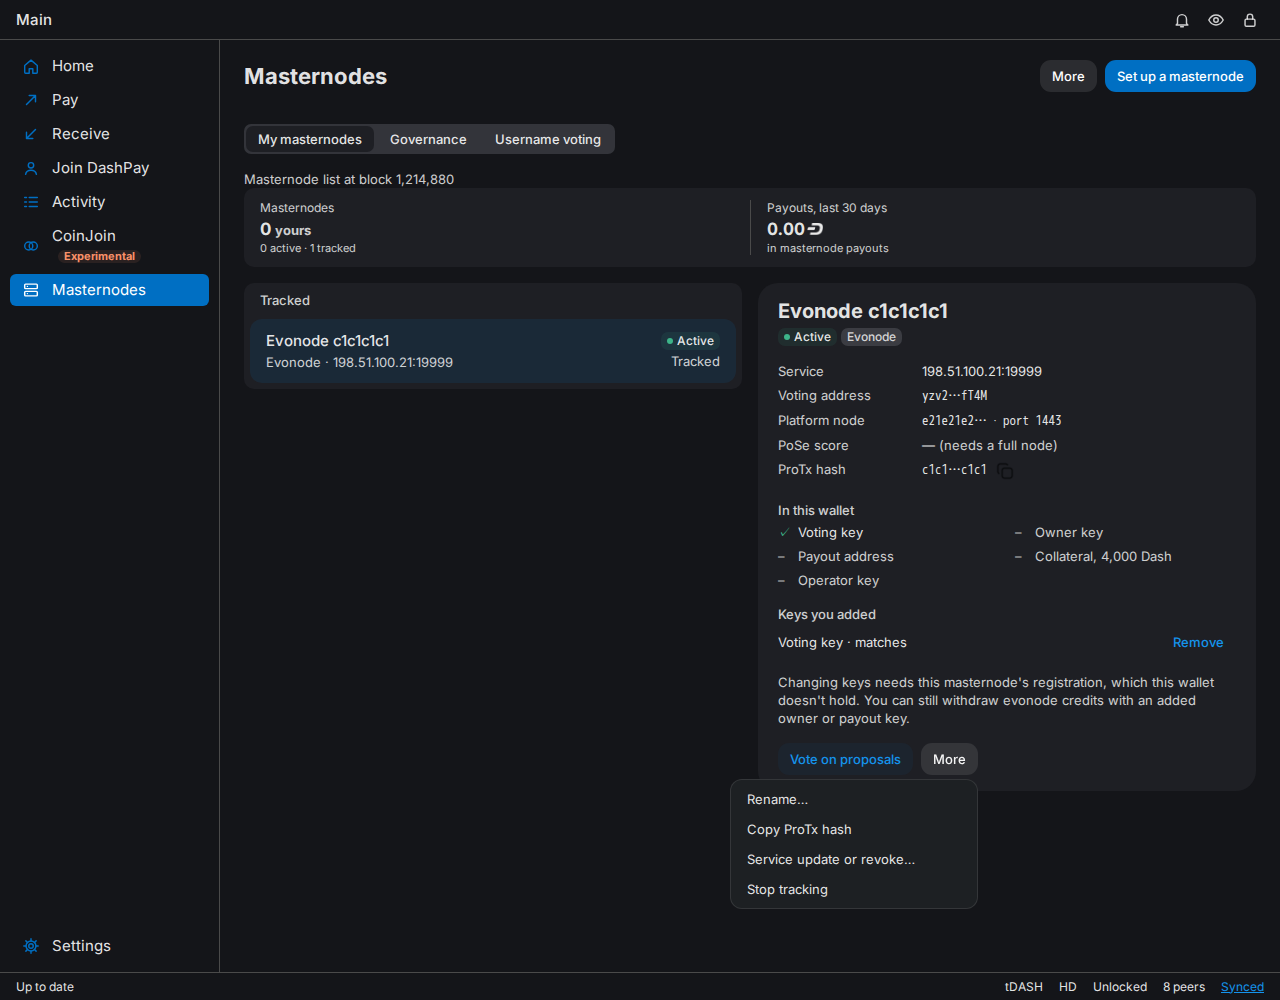 Main
Home
Pay
Receive
Join DashPay
Activity
CoinJoin
Experimental
Masternodes
Settings
Masternodes
More
Set up a masternode
My masternodes
Governance
Username voting
Masternode list at block 1,214,880
Masternodes
0 yours
0 active · 1 tracked
Payouts, last 30 days
0.00
in masternode payouts
Tracked
Evonode c1c1c1c1
Active
Evonode · 198.51.100.21:19999
Tracked
Evonode c1c1c1c1
Active
Evonode
Service 198.51.100.21:19999
Voting address yzv2···fT4M
Platform node e21e21e2··· · port 1443
PoSe score — (needs a full node)
ProTx hash c1c1···c1c1
In this wallet
✓ Voting key
– Owner key
– Payout address
– Collateral, 4,000 Dash
– Operator key
Keys you added
Voting key · matches
Remove
Changing keys needs this masternode's registration, which this wallet
doesn't hold. You can still withdraw evonode credits with an added
owner or payout key.
Vote on proposals
More
Rename...
Copy ProTx hash
Service update or revoke...
Stop tracking
Up to date
tDASH
HD
Unlocked
8 peers
Synced